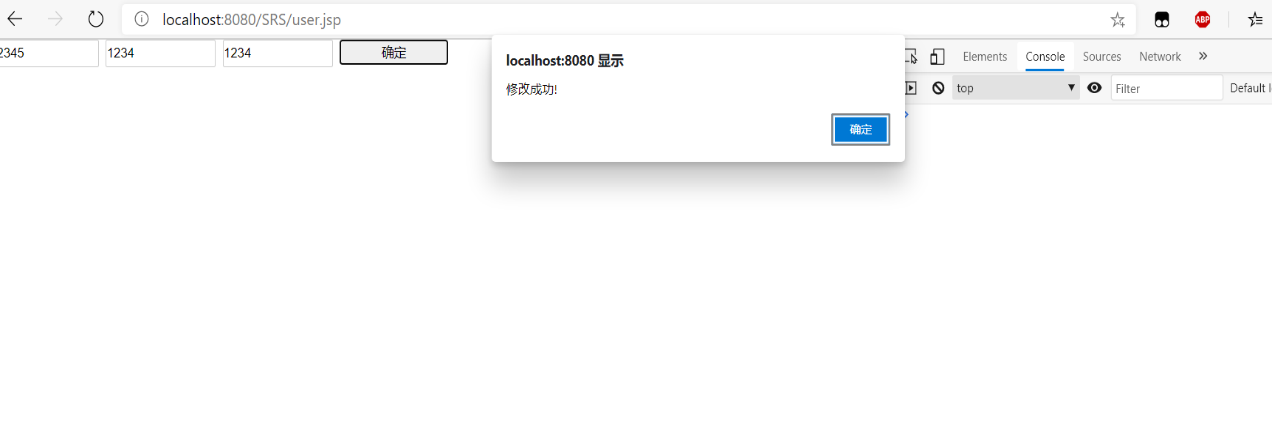 localhost:8080/SRS/user.jsp
ABP
2345 1234 1234 确定
localhost:8080 显示
修改成功!
确定
Elements Console Sources Network »
top Filter Default l